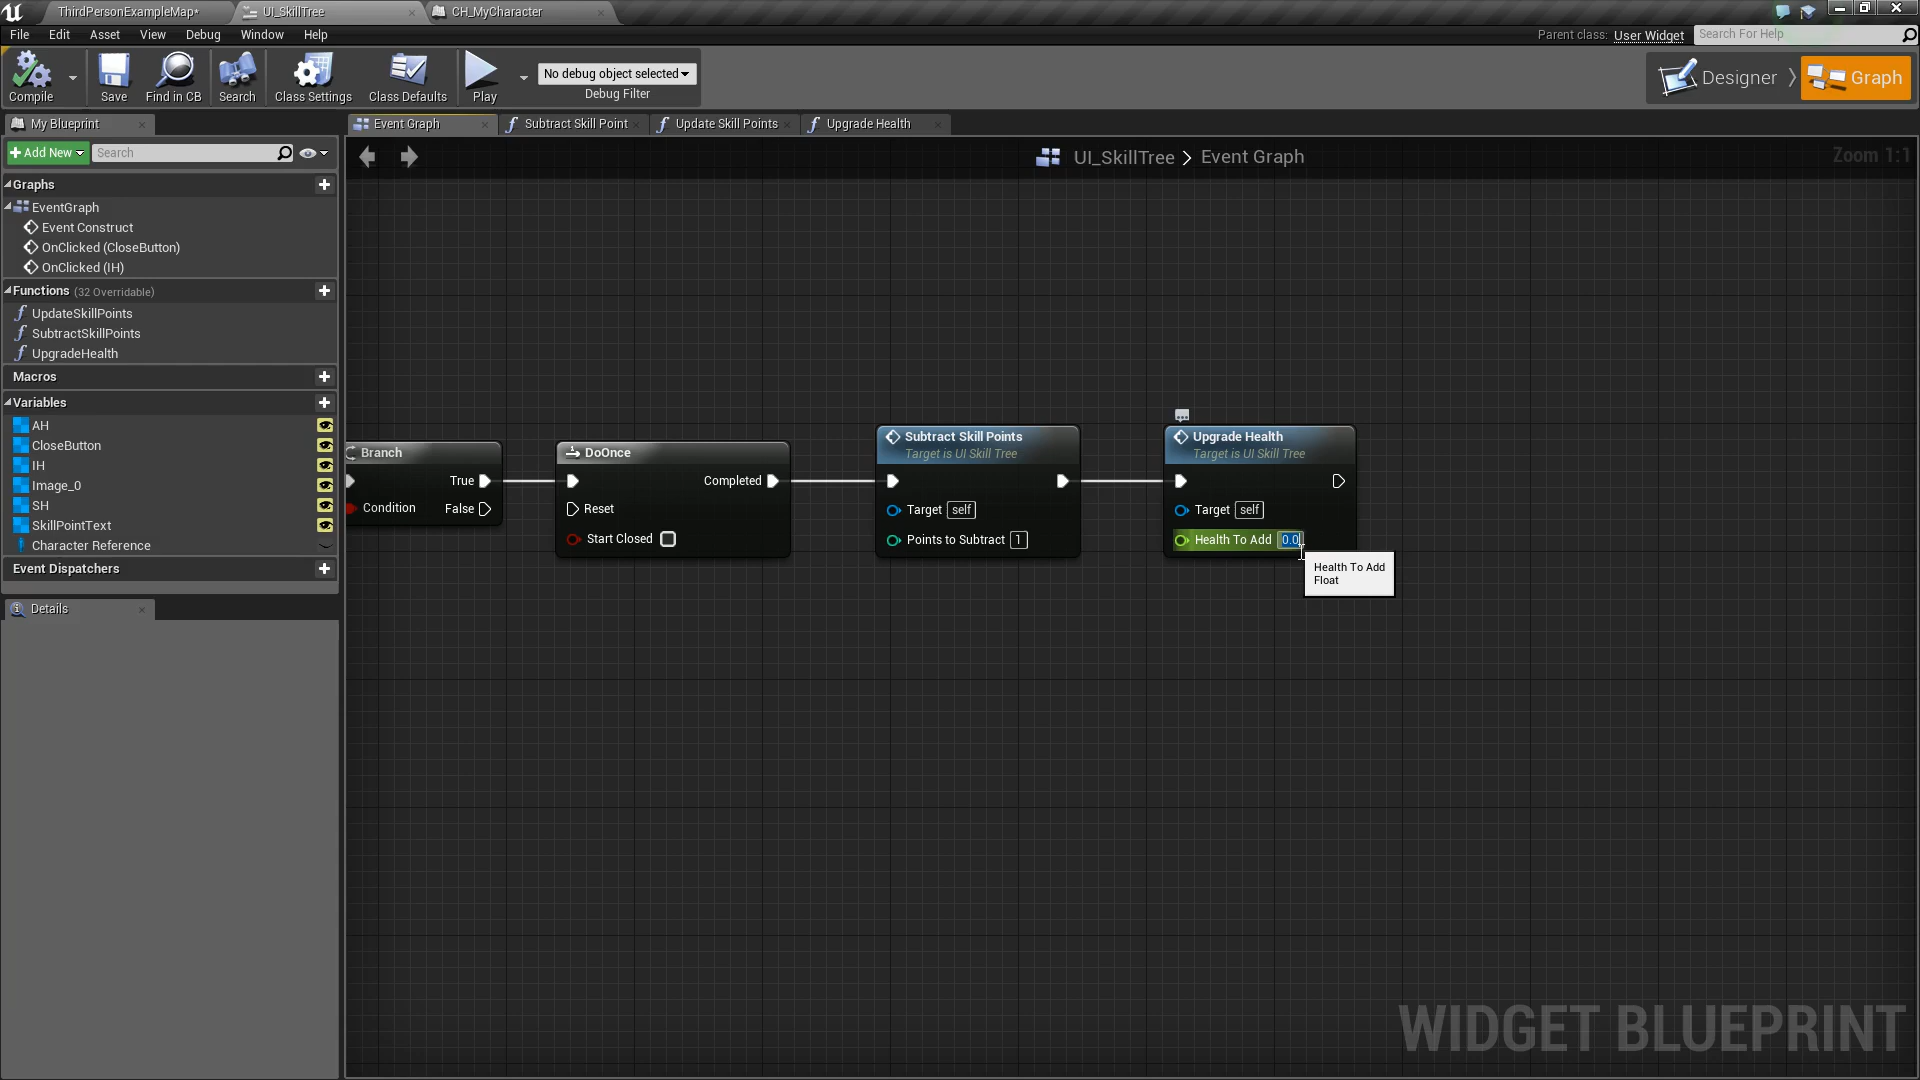 ThirdPersonExampleMap*
UI_SkillTree
CH_MyCharacter
File Edit Asset View Debug Window Help
Parent class: User Widget
Search For Help
Compile
Save
Find in CB
Search
Class Settings
Class Defaults
Play
No debug object selected
Debug Filter
Designer
Graph
My Blueprint
Event Graph
Subtract Skill Point
Update Skill Points
Upgrade Health
Add New
Search
UI_SkillTree > Event Graph
Zoom 1:1
Graphs
EventGraph
Event Construct
OnClicked (CloseButton)
OnClicked (IH)
Functions (32 Overridable)
UpdateSkillPoints
SubtractSkillPoints
UpgradeHealth
Macros
Variables
AH
CloseButton
IH
Image_0
SH
SkillPointText
Character Reference
Event Dispatchers
Details
Branch
True
Condition
False
DoOnce
Completed
Reset
Start Closed
Subtract Skill Points
Target is UI Skill Tree
Target self
Points to Subtract 1
Upgrade Health
Target is UI Skill Tree
Target self
Health To Add 0.0
Health To Add
Float
WIDGET BLUEPRINT